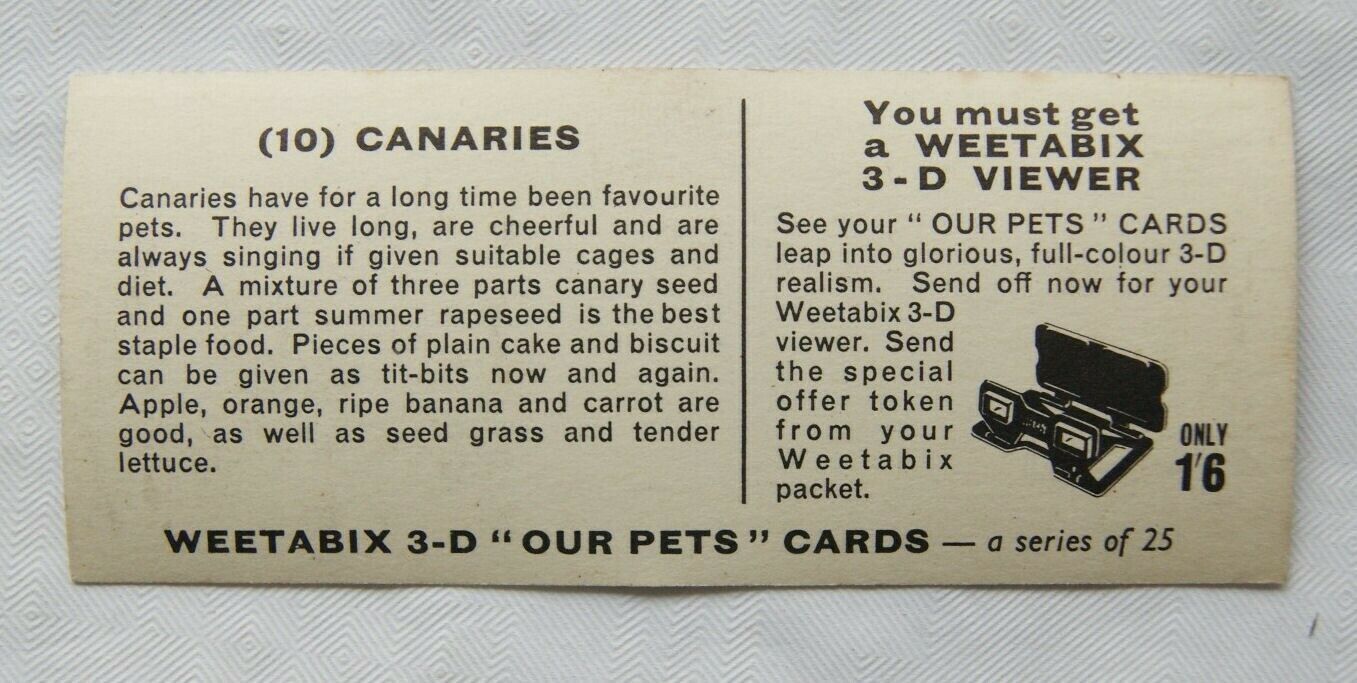 (10) CANARIES
Canaries have for a long time been favourite
pets. They live long, are cheerful and are
always singing if given suitable cages and
diet. A mixture of three parts canary seed
and one part summer rapeseed is the best
staple food. Pieces of plain cake and biscuit
can be given as tit-bits now and again.
Apple, orange, ripe banana and carrot are
good, as well as seed grass and tender
lettuce.
You must get
a WEETABIX
3-D VIEWER
See your "OUR PETS" CARDS
leap into glorious, full-colour 3-D
realism. Send off now for your
Weetabix 3-D
viewer. Send
the special
offer token
from your
Weetabix
packet.
ONLY
1'6
WEETABIX 3-D "OUR PETS" CARDS — a series of 25